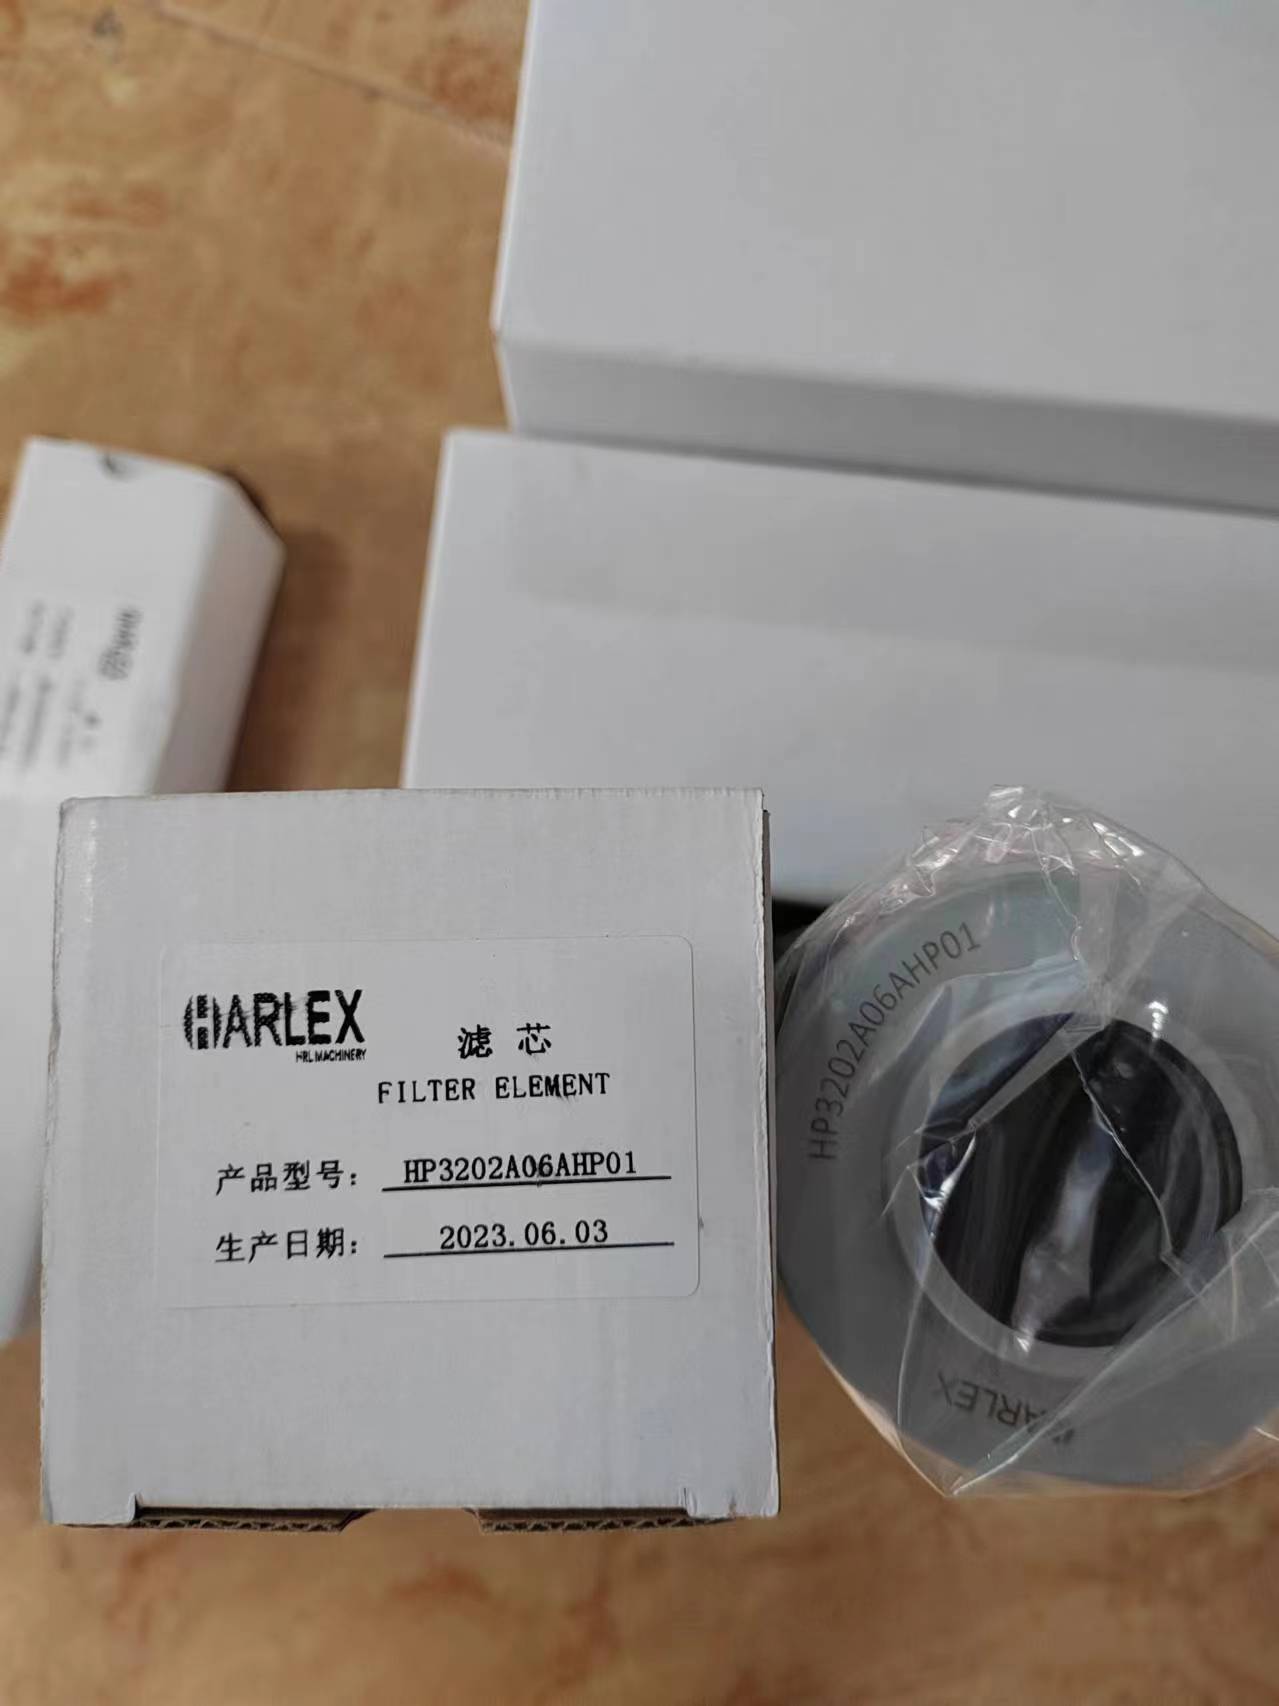 HARLEX
HRL MACHINERY
滤芯
FILTER ELEMENT
产品型号: HP3202A06AHP01
生产日期: 2023.06.03
HP3202A06AHP01
HARLEX